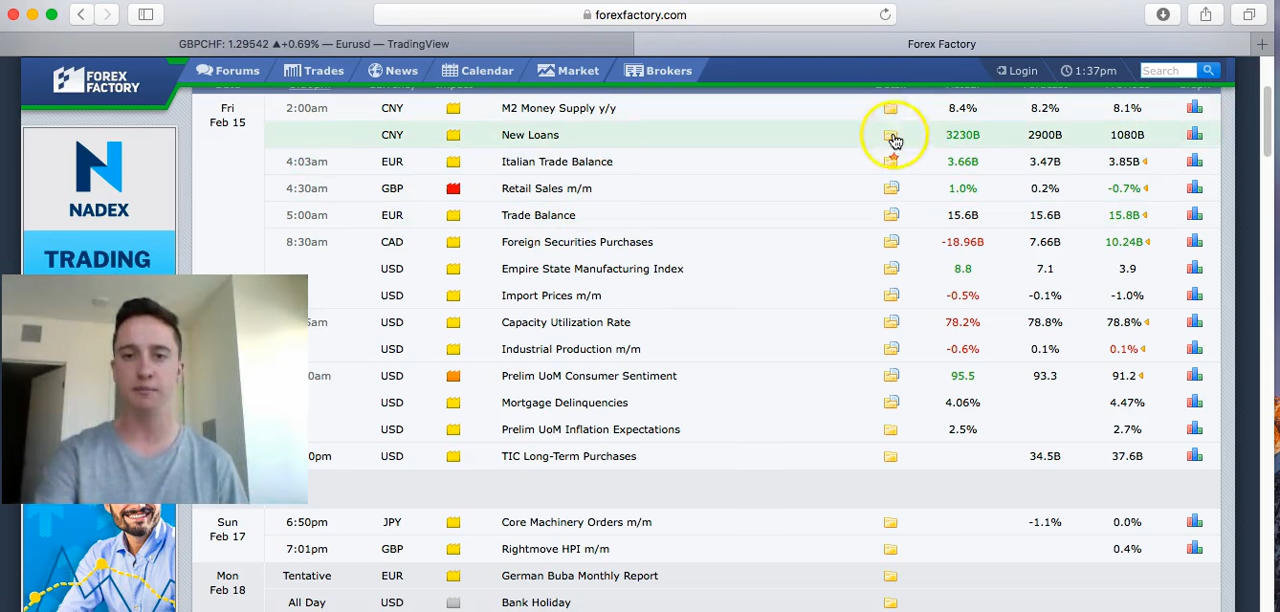 forexfactory.com
GBPCHF: 1.29542 ▲+0.69% — Eurusd — TradingView
Forex Factory
FOREX FACTORY
Forums Trades News Calendar Market Brokers Login 1:37pm Search
Fri Feb 15 2:00am CNY M2 Money Supply y/y 8.4% 8.2% 8.1%
CNY New Loans 3230B 2900B 1080B
4:03am EUR Italian Trade Balance 3.66B 3.47B 3.85B
4:30am GBP Retail Sales m/m 1.0% 0.2% -0.7%
5:00am EUR Trade Balance 15.6B 15.6B 15.8B
8:30am CAD Foreign Securities Purchases -18.96B 7.66B 10.24B
USD Empire State Manufacturing Index 8.8 7.1 3.9
USD Import Prices m/m -0.5% -0.1% -1.0%
USD Capacity Utilization Rate 78.2% 78.8% 78.8%
USD Industrial Production m/m -0.6% 0.1% 0.1%
USD Prelim UoM Consumer Sentiment 95.5 93.3 91.2
USD Mortgage Delinquencies 4.06% 4.47%
USD Prelim UoM Inflation Expectations 2.5% 2.7%
USD TIC Long-Term Purchases 34.5B 37.6B
Sun Feb 17 6:50pm JPY Core Machinery Orders m/m -1.1% 0.0%
7:01pm GBP Rightmove HPI m/m 0.4%
Mon Feb 18 Tentative EUR German Buba Monthly Report
All Day USD Bank Holiday
NADEX
TRADING